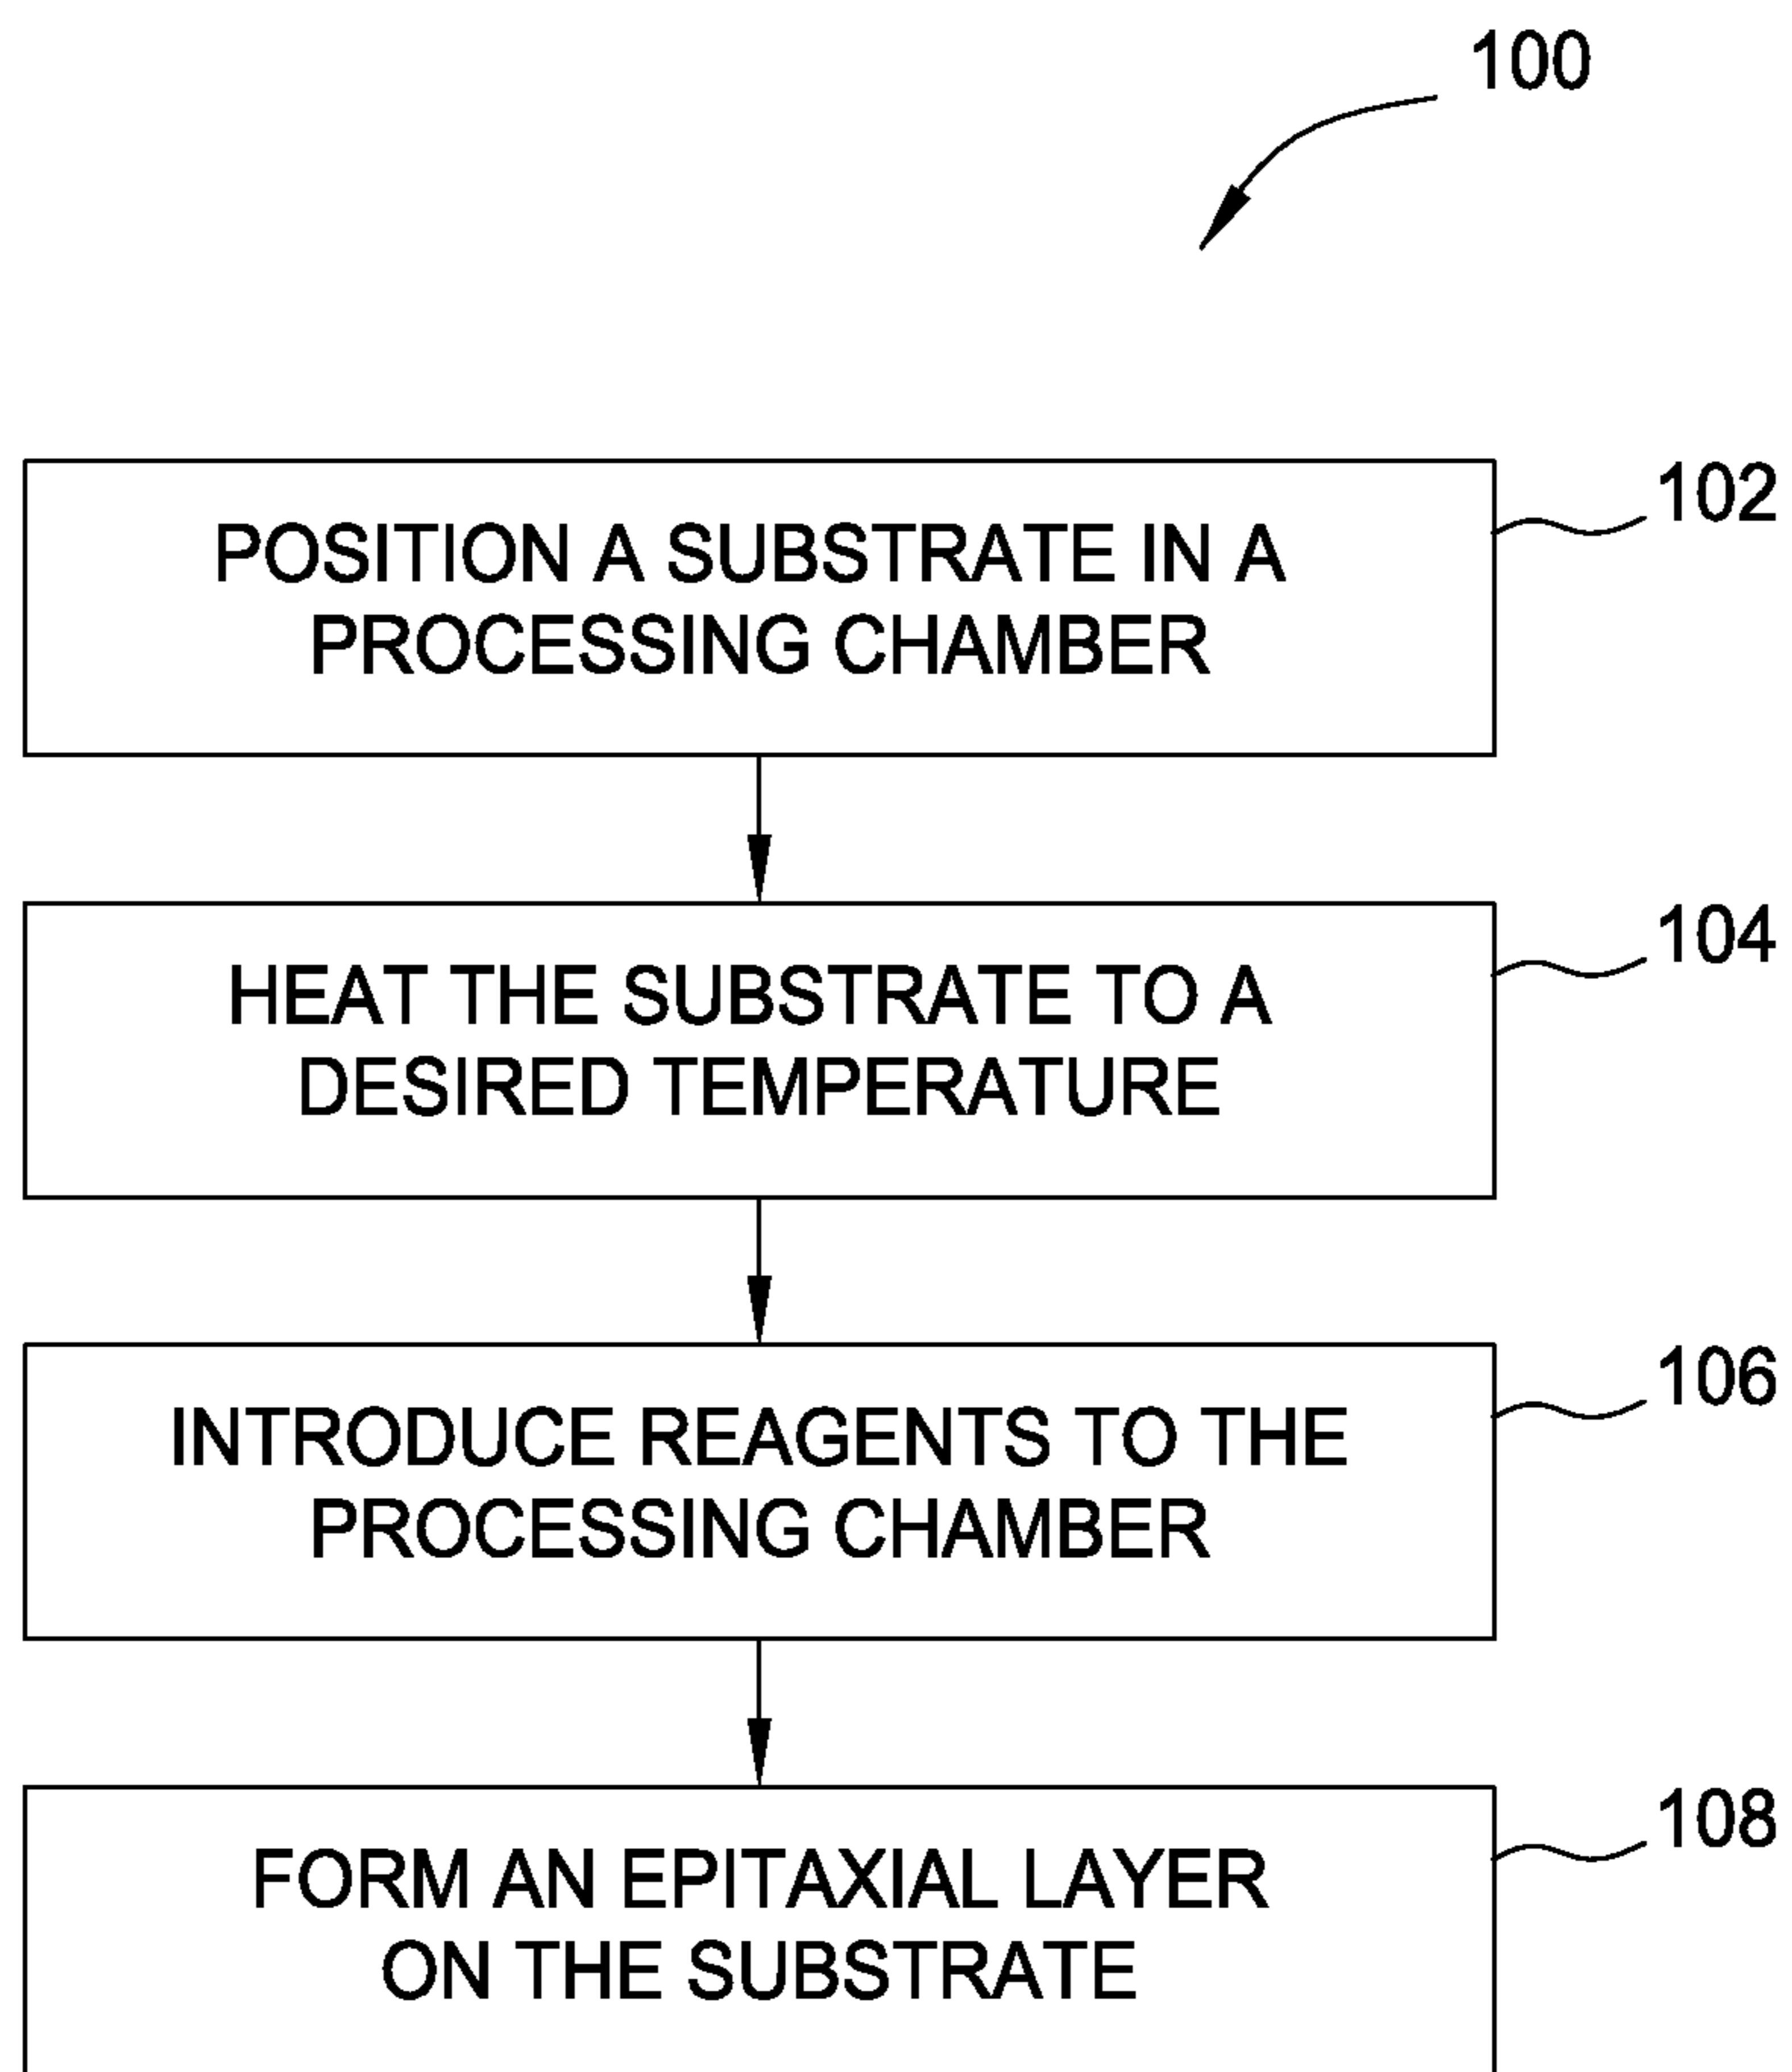 100
POSITION A SUBSTRATE IN A
PROCESSING CHAMBER
102
HEAT THE SUBSTRATE TO A
DESIRED TEMPERATURE
104
INTRODUCE REAGENTS TO THE
PROCESSING CHAMBER
106
FORM AN EPITAXIAL LAYER
ON THE SUBSTRATE
108